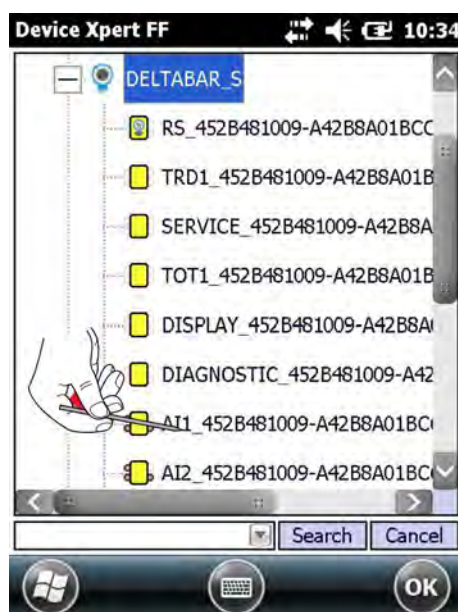 Device Xpert FF 10:34
DELTABAR_S
RS_452B481009-A42B8A01BCC
TRD1_452B481009-A42B8A01B
SERVICE_452B481009-A42B8A
TOT1_452B481009-A42B8A01B
DISPLAY_452B481009-A42B8A
DIAGNOSTIC_452B481009-A42
AI1_452B481009-A42B8A01BC
AI2_452B481009-A42B8A01BC
Search Cancel
OK